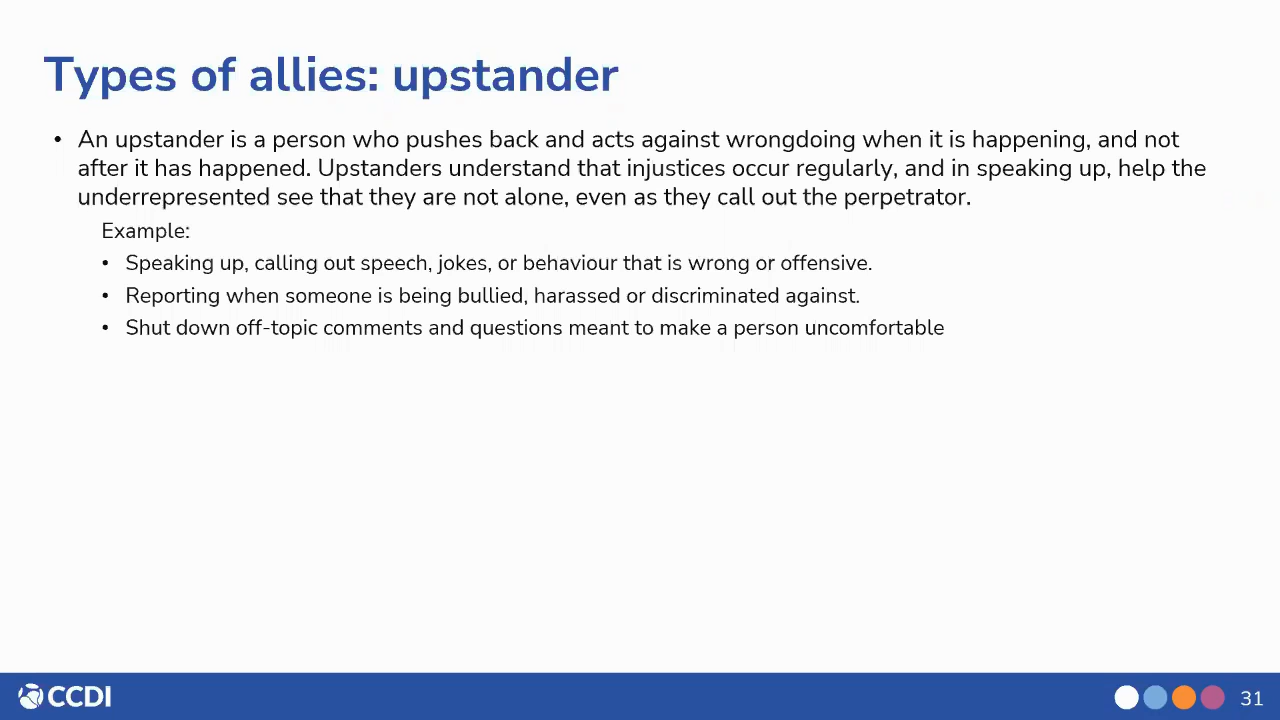 Types of allies: upstander
• An upstander is a person who pushes back and acts against wrongdoing when it is happening, and not
after it has happened. Upstanders understand that injustices occur regularly, and in speaking up, help the
underrepresented see that they are not alone, even as they call out the perpetrator.
Example:
• Speaking up, calling out speech, jokes, or behaviour that is wrong or offensive.
• Reporting when someone is being bullied, harassed or discriminated against.
• Shut down off-topic comments and questions meant to make a person uncomfortable
CCDI
31